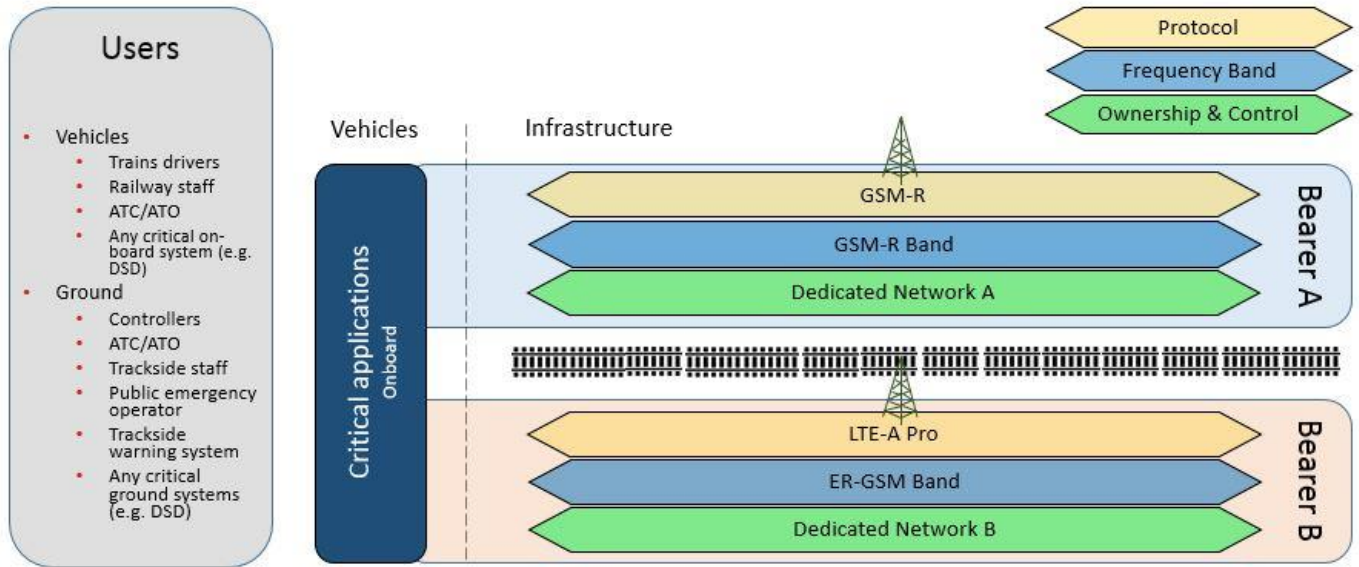 Users
• Vehicles
• Trains drivers
• Railway staff
• ATC/ATO
• Any critical on-
board system (e.g.
DSD)
• Ground
• Controllers
• ATC/ATO
• Trackside staff
• Public emergency
operator
• Trackside
warning system
• Any critical
ground systems
(e.g. DSD)
Protocol
Frequency Band
Ownership & Control
Vehicles
Infrastructure
Critical applications
Onboard
GSM-R
GSM-R Band
Dedicated Network A
Bearer A
LTE-A Pro
ER-GSM Band
Dedicated Network B
Bearer B